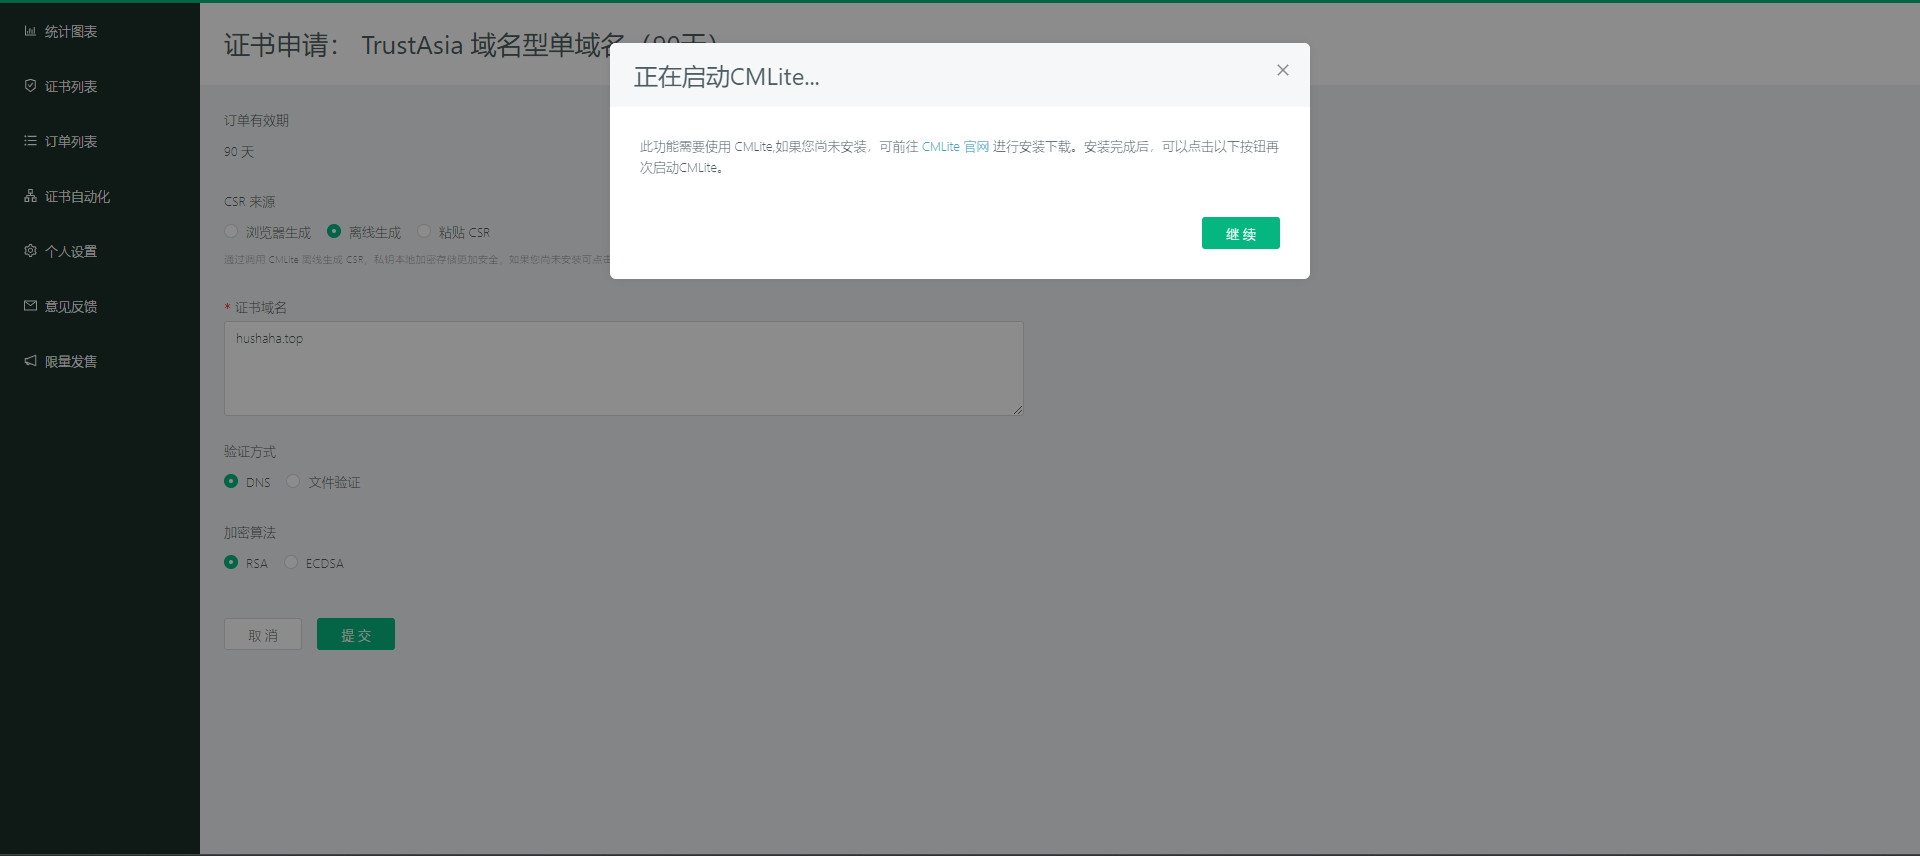 统计图表
证书列表
订单列表
证书自动化
个人设置
意见反馈
限量发售
证书申请： TrustAsia 域名型单域名（90天）
正在启动CMLite...
此功能需要使用 CMLite,如果您尚未安装，可前往 CMLite 官网 进行安装下载。安装完成后，可以点击以下按钮再
次启动CMLite。
继 续
订单有效期
90 天
CSR 来源
浏览器生成 离线生成 粘贴 CSR
通过调用 CMLite 离线生成 CSR，私钥本地加密存储更加安全，如果您尚未安装可点
* 证书域名
hushaha.top
验证方式
DNS 文件验证
加密算法
RSA ECDSA
取 消 提 交